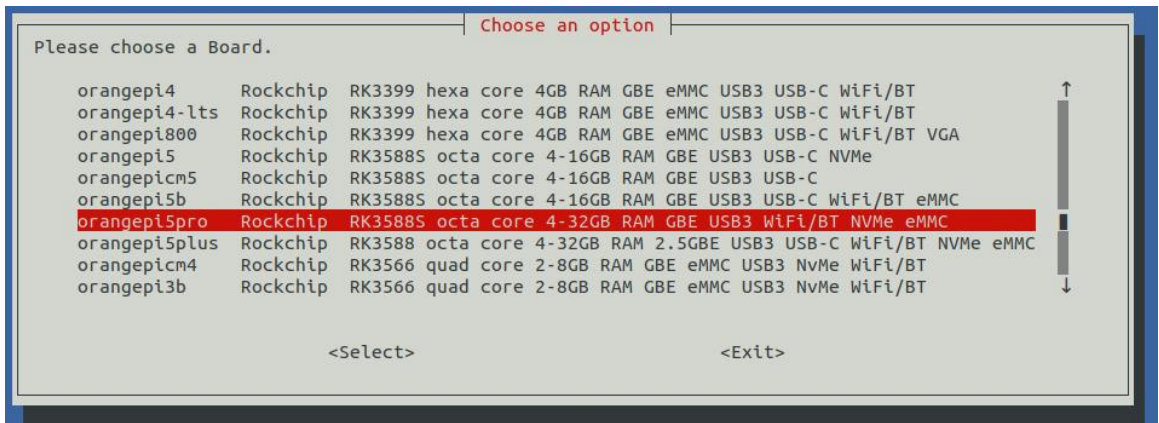 Choose an option
Please choose a Board.
orangepi4 Rockchip RK3399 hexa core 4GB RAM GBE eMMC USB3 USB-C WiFi/BT
orangepi4-lts Rockchip RK3399 hexa core 4GB RAM GBE eMMC USB3 USB-C WiFi/BT
orangepi800 Rockchip RK3399 hexa core 4GB RAM GBE eMMC USB3 USB-C WiFi/BT VGA
orangepi5 Rockchip RK3588S octa core 4-16GB RAM GBE USB3 USB-C NVMe
orangepicm5 Rockchip RK3588S octa core 4-16GB RAM GBE USB3 USB-C
orangepi5b Rockchip RK3588S octa core 4-16GB RAM GBE USB3 USB-C WiFi/BT eMMC
orangepi5pro Rockchip RK3588S octa core 4-32GB RAM GBE USB3 WiFi/BT NVMe eMMC
orangepi5plus Rockchip RK3588 octa core 4-32GB RAM 2.5GBE USB3 USB-C WiFi/BT NVMe eMMC
orangepicm4 Rockchip RK3566 quad core 2-8GB RAM GBE eMMC USB3 NvMe WiFi/BT
orangepi3b Rockchip RK3566 quad core 2-8GB RAM GBE eMMC USB3 NvMe WiFi/BT
<Select> <Exit>